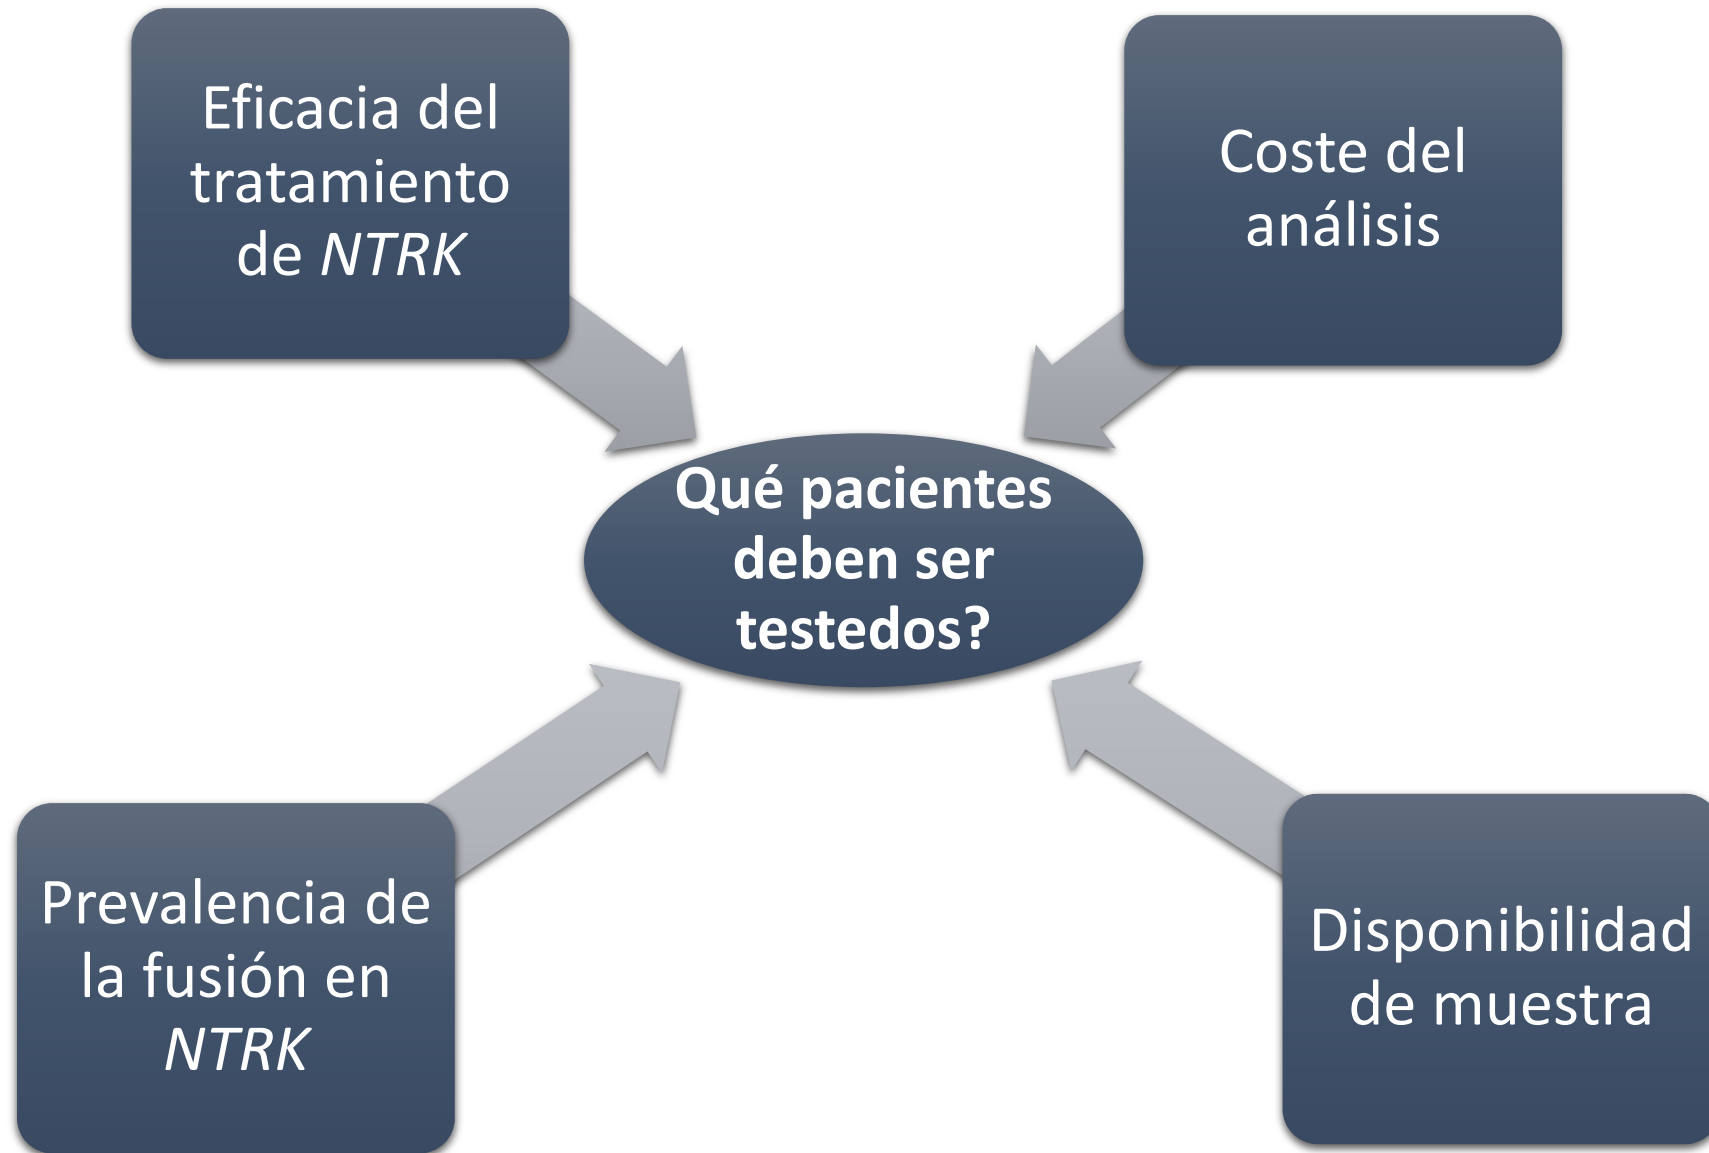 Eficacia del
tratamiento
de NTRK
Coste del
análisis
Qué pacientes
deben ser
testedos?
Prevalencia de
la fusión en
NTRK
Disponibilidad
de muestra